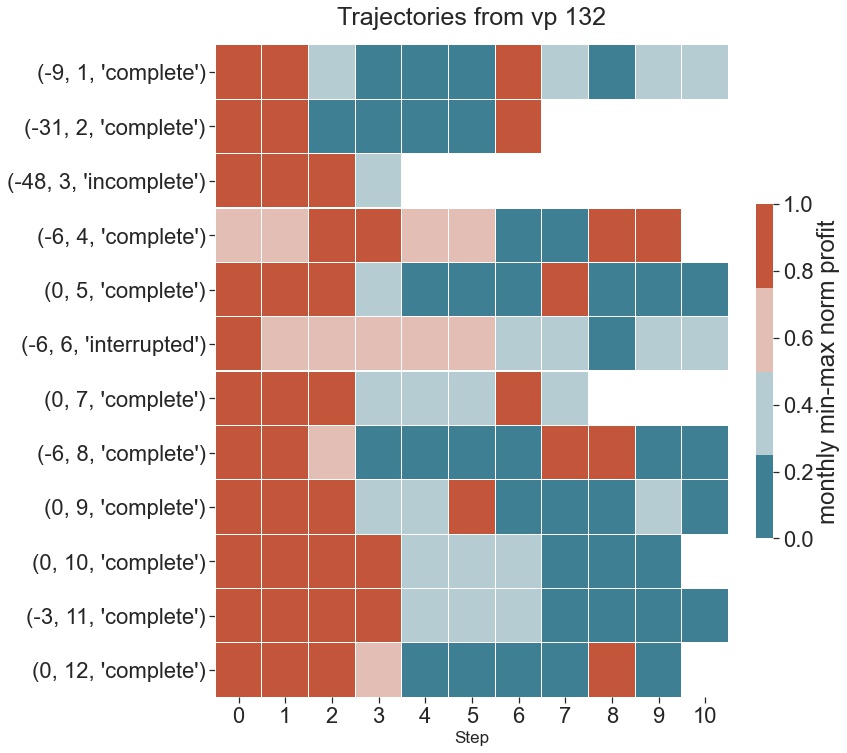 Trajectories from vp 132
(-9, 1, 'complete')
(-31, 2, 'complete')
(-48, 3, 'incomplete')
(-6, 4, 'complete')
(0, 5, 'complete')
(-6, 6, 'interrupted')
(0, 7, 'complete')
(-6, 8, 'complete')
(0, 9, 'complete')
(0, 10, 'complete')
(-3, 11, 'complete')
(0, 12, 'complete')
0 1 2 3 4 5 6 7 8 9 10
Step
1.0
0.8
0.6
0.4
0.2
0.0
monthly min-max norm profit